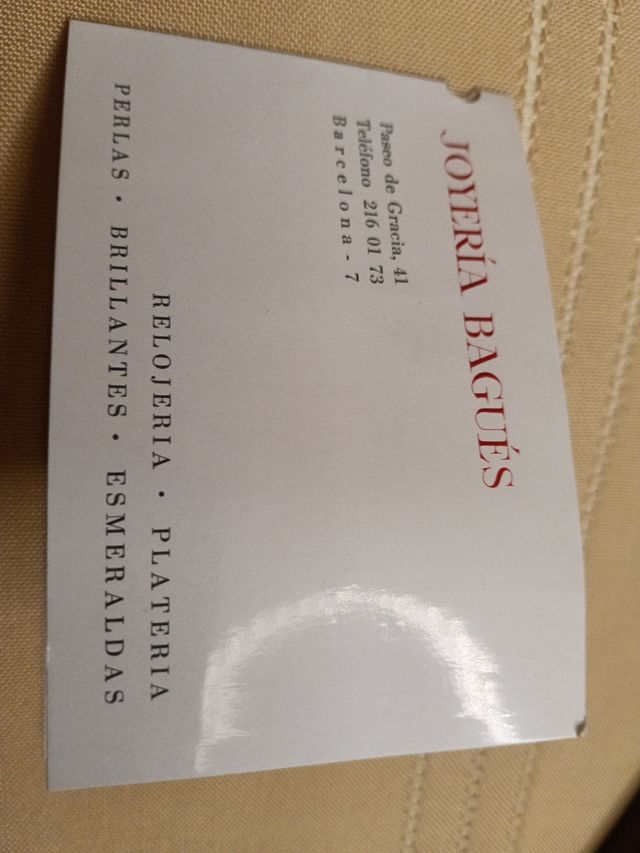 JOYERÍA BAGUÉS
Paseo de Gracia, 41
Teléfono 216 01 73
Barcelona - 7
RELOJERIA • PLATERIA
PERLAS • BRILLANTES • ESMERALDAS